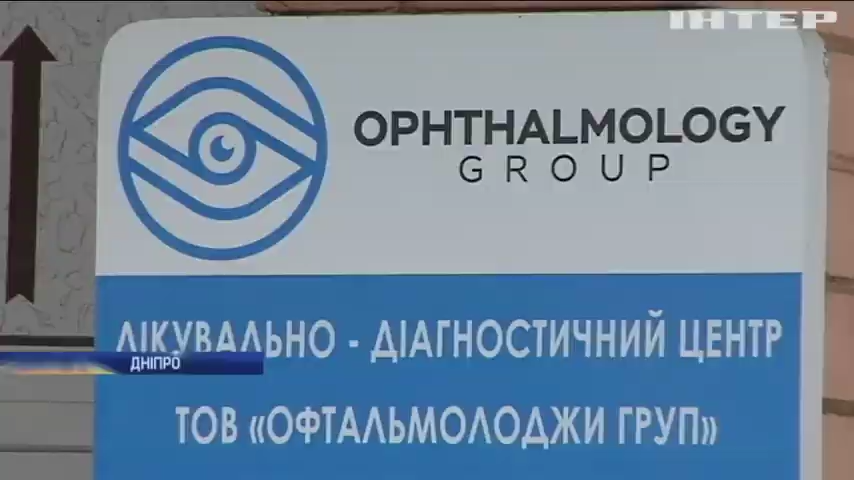 ІНТЕР
OPHTHALMOLOGY
GROUP
ЛІКУВАЛЬНО - ДІАГНОСТИЧНИЙ ЦЕНТР
ДНІПРО
ТОВ «ОФТАЛЬМОЛОДЖИ ГРУП»